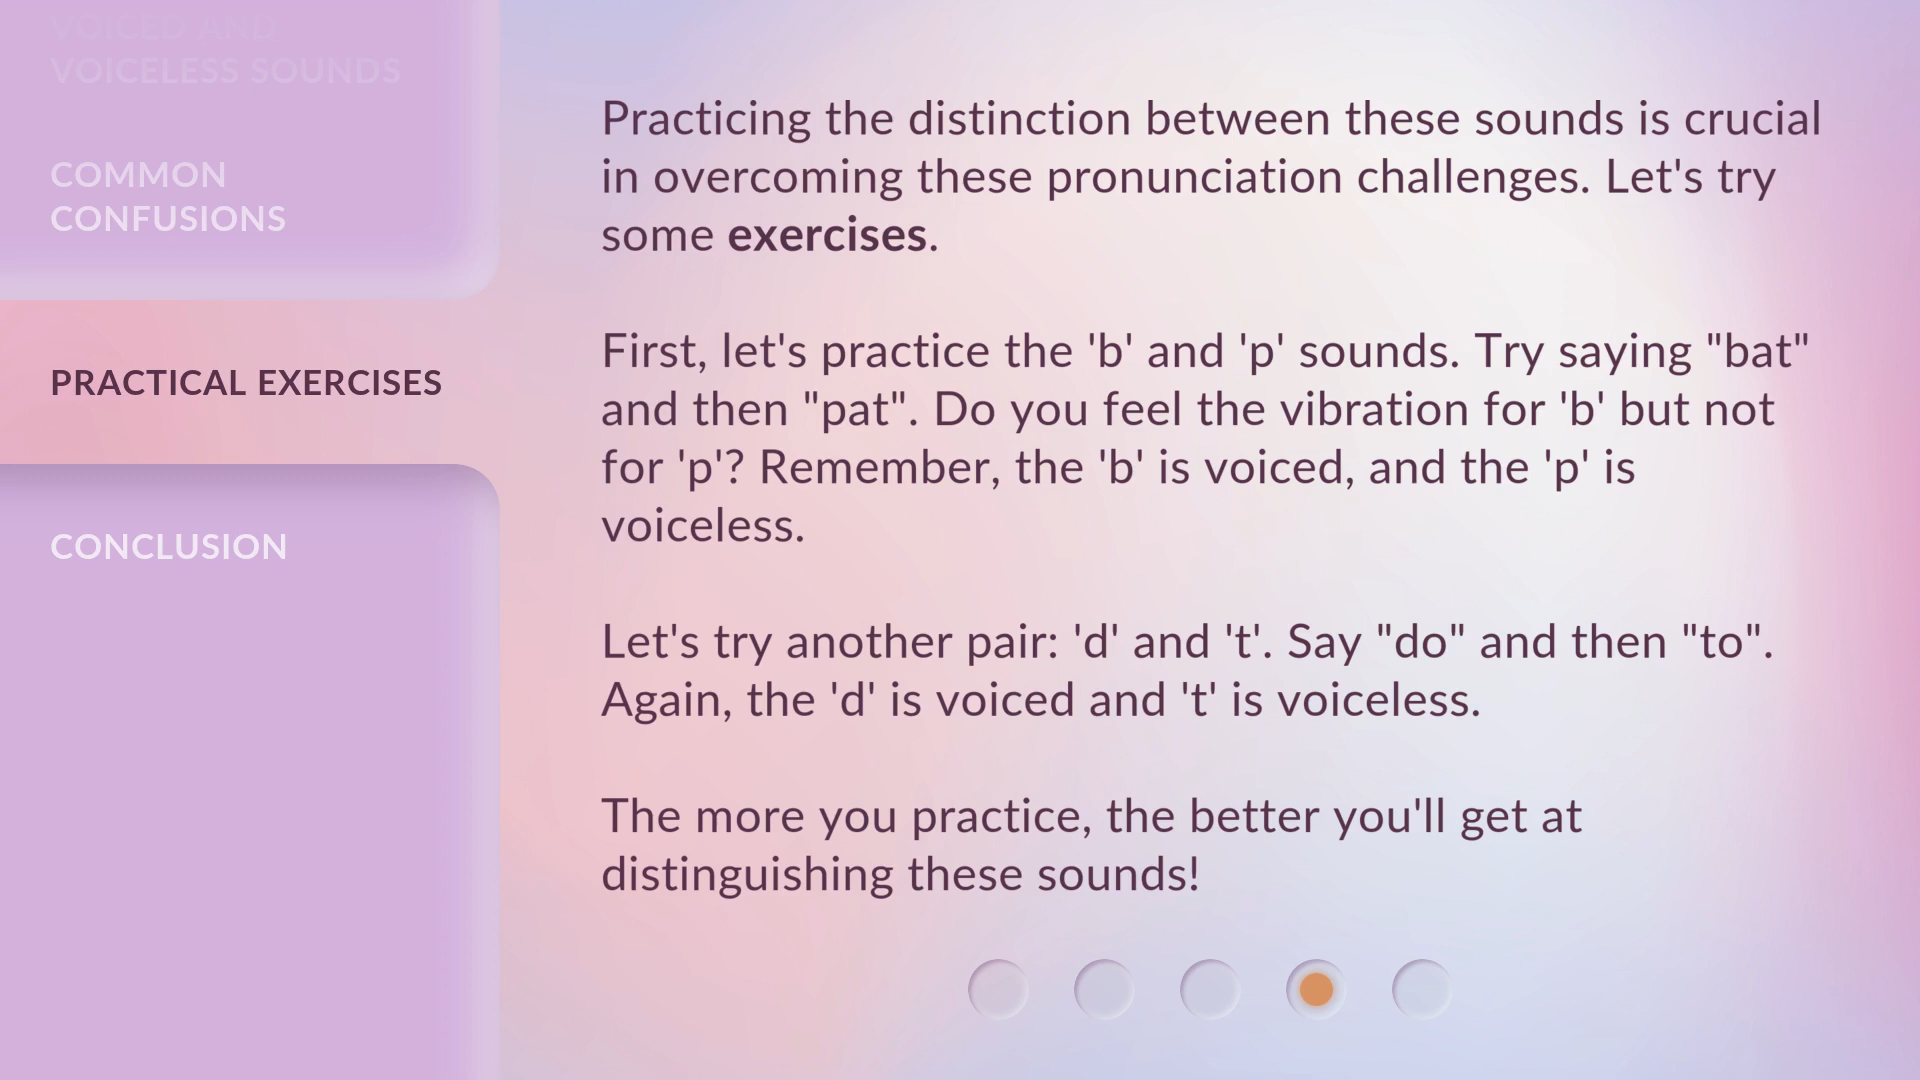 VOICED AND
VOICELESS SOUNDS
COMMON
CONFUSIONS
PRACTICAL EXERCISES
CONCLUSION
Practicing the distinction between these sounds is crucial
in overcoming these pronunciation challenges. Let's try
some exercises.
First, let's practice the 'b' and 'p' sounds. Try saying "bat"
and then "pat". Do you feel the vibration for 'b' but not
for 'p'? Remember, the 'b' is voiced, and the 'p' is
voiceless.
Let's try another pair: 'd' and 't'. Say "do" and then "to".
Again, the 'd' is voiced and 't' is voiceless.
The more you practice, the better you'll get at
distinguishing these sounds!